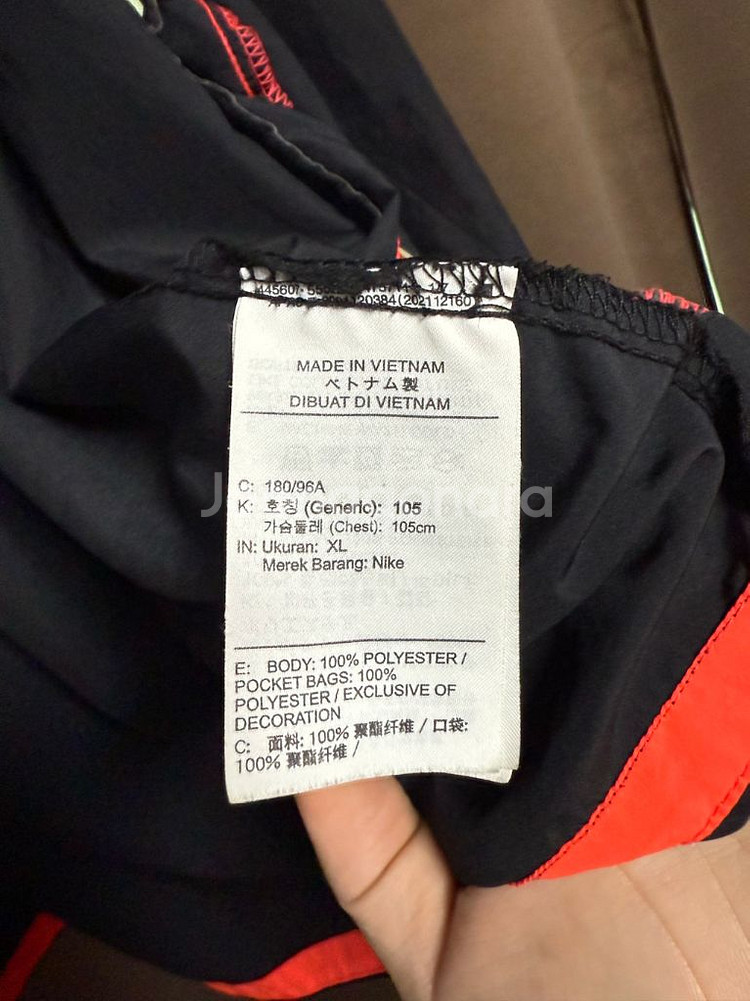 MADE IN VIETNAM
ベトナム製
DIBUAT DI VIETNAM
C: 180/96A
K: 호칭 (Generic): 105
가슴둘레 (Chest): 105cm
IN: Ukuran: XL
Merek Barang: Nike
E: BODY: 100% POLYESTER /
POCKET BAGS: 100%
POLYESTER / EXCLUSIVE OF
DECORATION
C: 面料: 100% 聚酯纤维 / 口袋:
100% 聚酯纤维 /